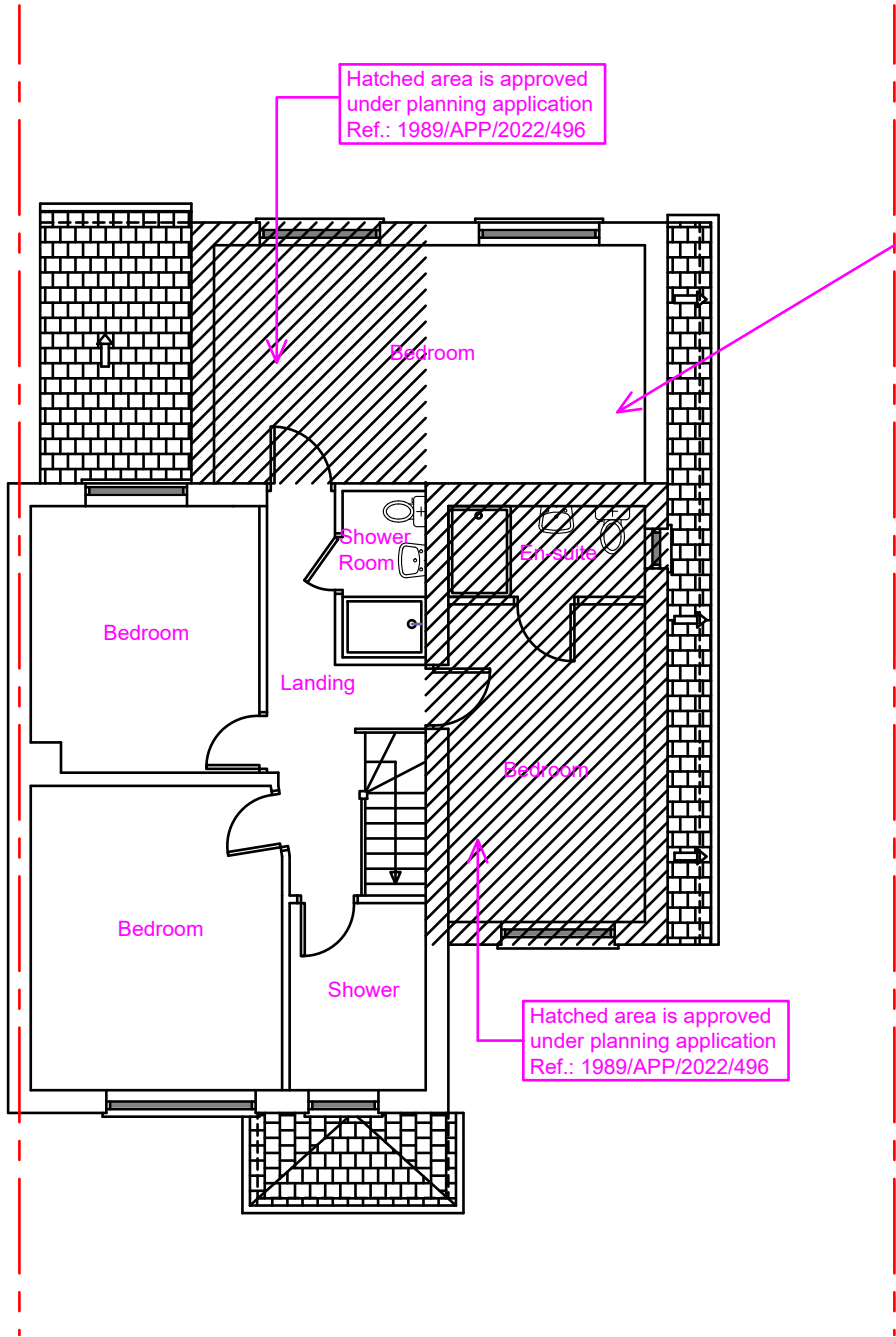 Hatched area is approved
under planning application
Ref.: 1989/APP/2022/496
Bedroom
Shower
Room
En-suite
Bedroom
Landing
Bedroom
Bedroom
Shower
Hatched area is approved
under planning application
Ref.: 1989/APP/2022/496